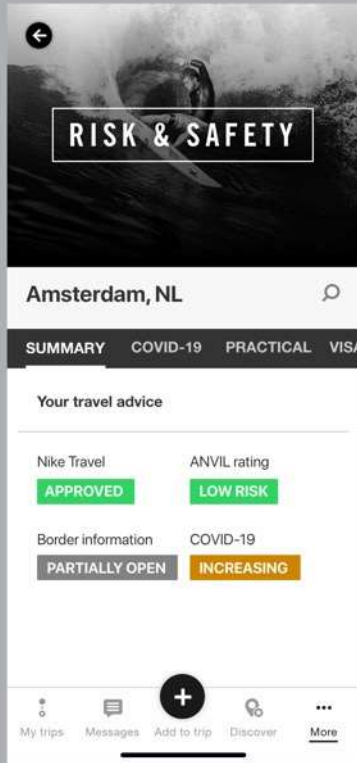 RISK & SAFETY
Amsterdam, NL
SUMMARY COVID-19 PRACTICAL VISA
Your travel advice
Nike Travel ANVIL rating
APPROVED LOW RISK
Border information COVID-19
PARTIALLY OPEN INCREASING
My trips Messages Add to trip Discover More